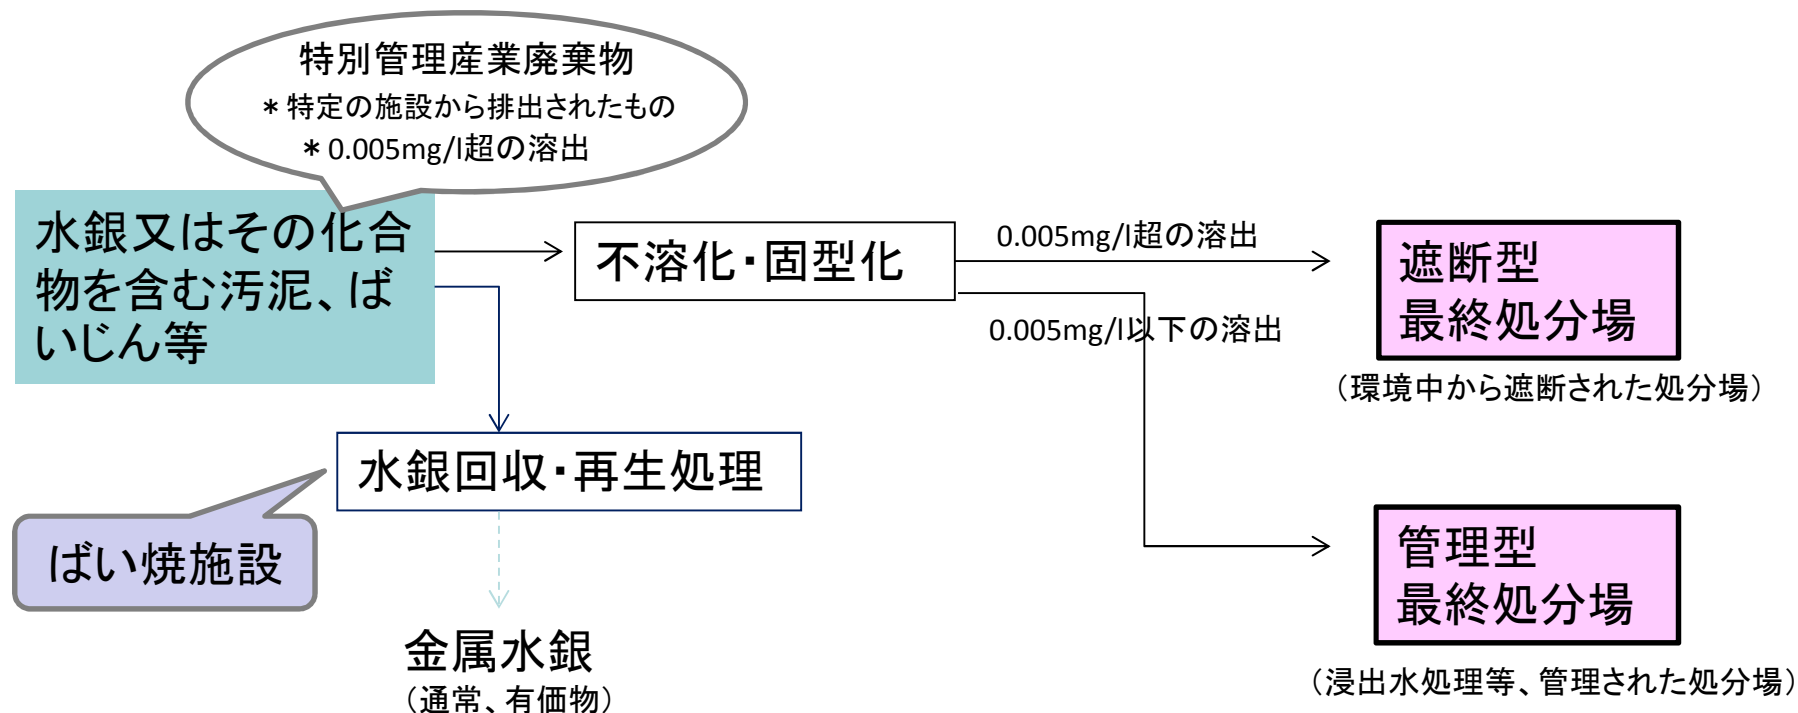 特別管理産業廃棄物
＊特定の施設から排出されたもの
＊0.005mg/l超の溶出
水銀又はその化合
物を含む汚泥、ば
いじん等
不溶化・固型化
0.005mg/l超の溶出
0.005mg/l以下の溶出
遮断型
最終処分場
（環境中から遮断された処分場）
水銀回収・再生処理
ばい焼施設
管理型
最終処分場
（浸出水処理等、管理された処分場）
金属水銀
（通常、有価物）